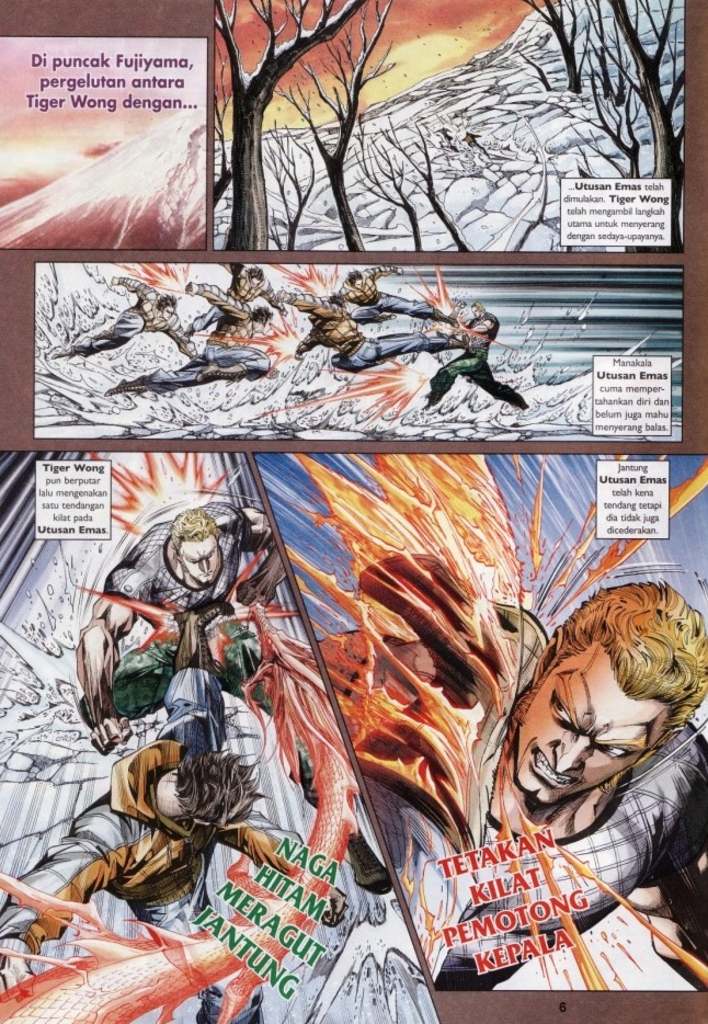 Di puncak Fujiyama,
pergelutan antara
Tiger Wong dengan...
...Utusan Emas telah
dimulakan. Tiger Wong
telah mengambil langkah
utama untuk menyerang
dengan sedaya-upayanya.
Manakala
Utusan Emas
cuma memper-
tahankan diri dan
belum juga mahu
menyerang balas.
Tiger Wong
pun berputar
lalu mengenakan
satu tendangan
kilat pada
Utusan Emas.
Jantung
Utusan Emas
telah kena
tendang tetapi
dia tidak juga
dicederakan.
NAGA
HITAM
MERAGUT
JANTUNG
TETAKAN
KILAT
PEMOTONG
KEPALA
6